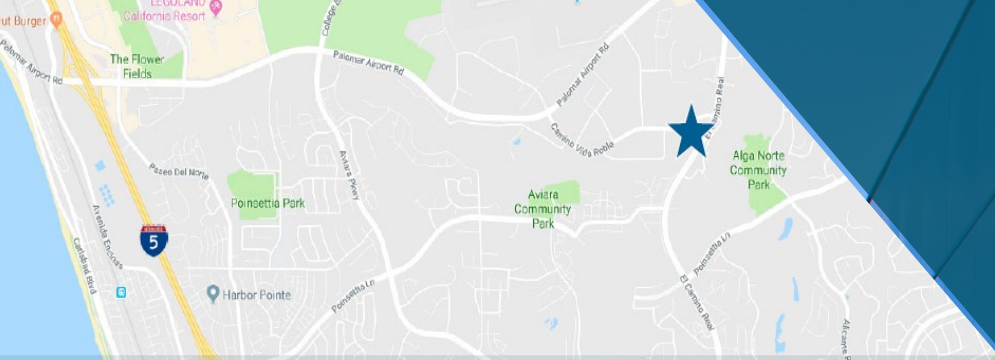 LEGOLAND
California Resort
ut Burger
College B
Palomar Airport Rd
The Flower
Fields
Palomar Airport Rd
Palomar Airport Rd
El Camino Real
Camino Vida Roble
Alga Norte
Community
Park
Aviara Pkwy
Paseo Del Norte
Poinsettia Park
Aviara
Community
Park
Avenida Encinas
5
Carlsbad Blvd
Poinsettia Ln
Harbor Pointe
Poinsettia Ln
El Camino Real
Alicante R